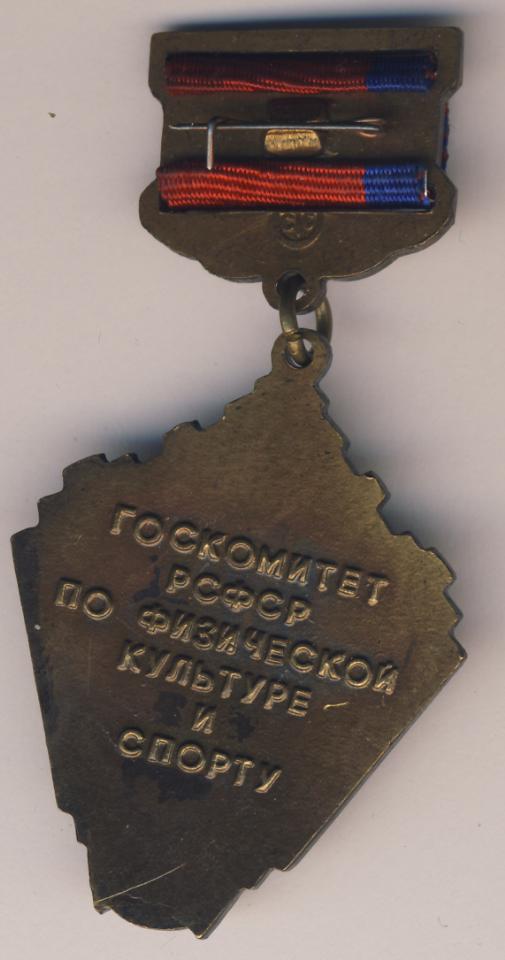 ГОСКОМИТЕТ
РСФСР
ПО ФИЗИЧЕСКОЙ
КУЛЬТУРЕ
И
СПОРТУ